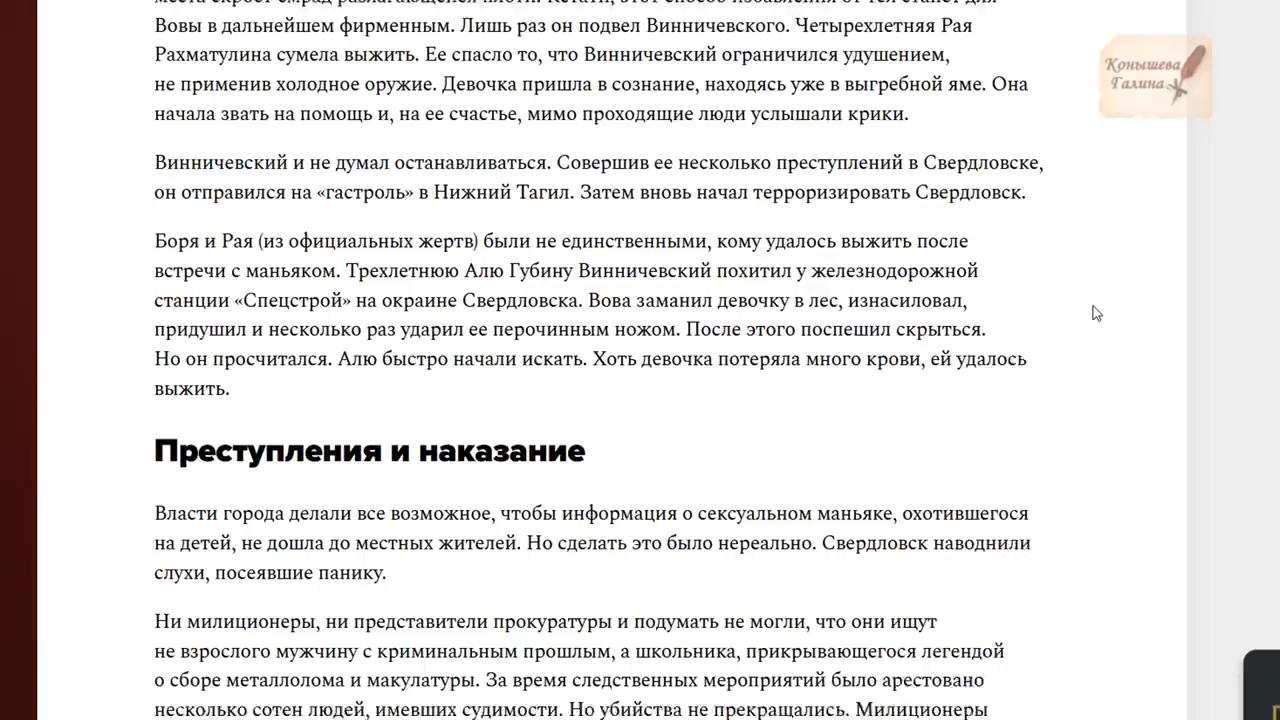 Вовы в дальнейшем фирменным. Лишь раз он подвел Винничевского. Четырехлетняя Рая
Рахматулина сумела выжить. Ее спасло то, что Винничевский ограничился удушением,
не применив холодное оружие. Девочка пришла в сознание, находясь уже в выгребной яме. Она
начала звать на помощь и, на ее счастье, мимо проходящие люди услышали крики.
Конышева
Галина
Винничевский и не думал останавливаться. Совершив ее несколько преступлений в Свердловске,
он отправился на «гастроль» в Нижний Тагил. Затем вновь начал терроризировать Свердловск.
Боря и Рая (из официальных жертв) были не единственными, кому удалось выжить после
встречи с маньяком. Трехлетнюю Алю Губину Винничевский похитил у железнодорожной
станции «Спецстрой» на окраине Свердловска. Вова заманил девочку в лес, изнасиловал,
придушил и несколько раз ударил ее перочинным ножом. После этого поспешил скрыться.
Но он просчитался. Алю быстро начали искать. Хоть девочка потеряла много крови, ей удалось
выжить.
Преступления и наказание
Власти города делали все возможное, чтобы информация о сексуальном маньяке, охотившегося
на детей, не дошла до местных жителей. Но сделать это было нереально. Свердловск наводнили
слухи, посеявшие панику.
Ни милиционеры, ни представители прокуратуры и подумать не могли, что они ищут
не взрослого мужчину с криминальным прошлым, а школьника, прикрывающегося легендой
о сборе металлолома и макулатуры. За время следственных мероприятий было арестовано
несколько сотен людей, имевших судимости. Но убийства не прекращались. Милиционеры